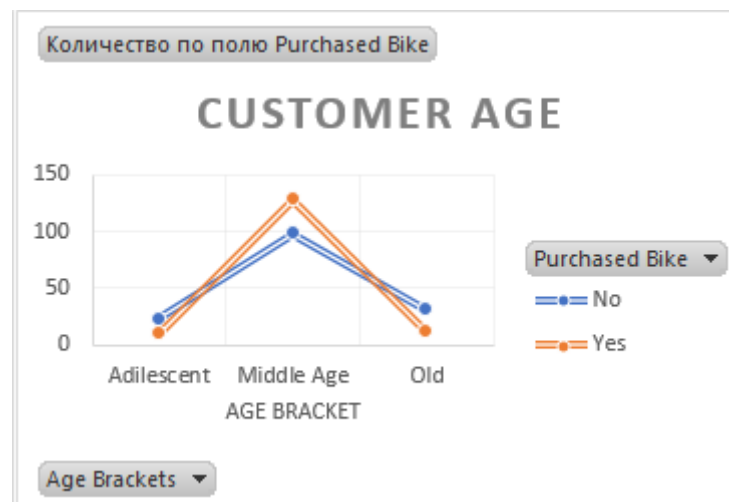 Количество по полю Purchased Bike
CUSTOMER AGE
150
100
50
0
Adilescent Middle Age Old
AGE BRACKET
Purchased Bike
No
Yes
Age Brackets